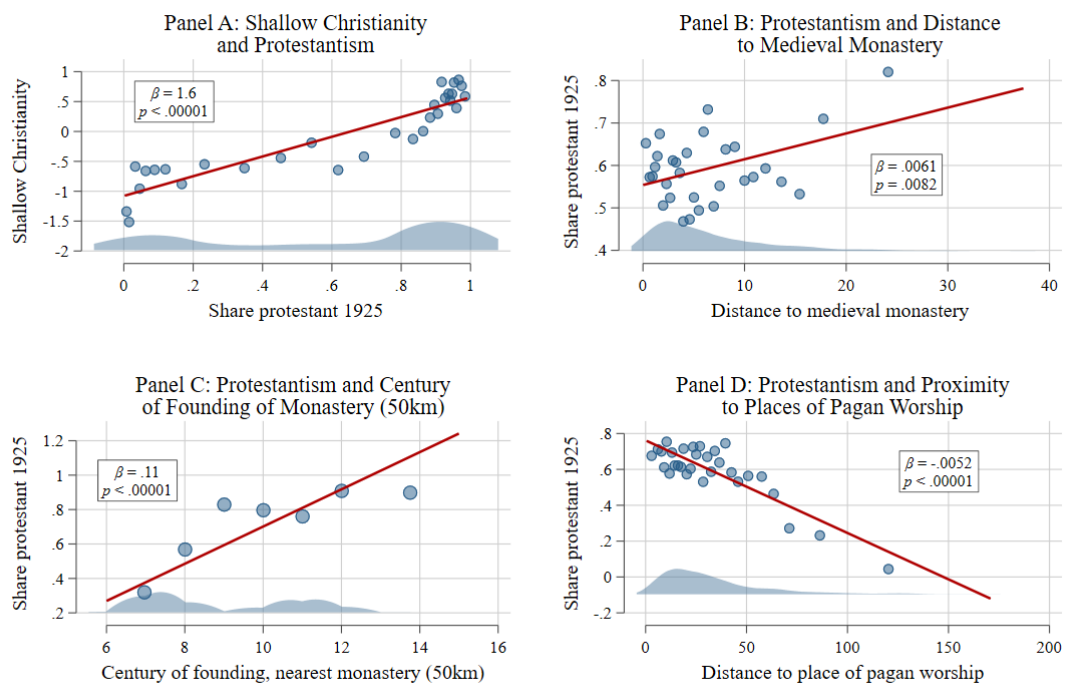 Panel A: Shallow Christianity
and Protestantism
Shallow Christianity
1
.5
0
-.5
-1
-1.5
-2
β = 1.6
p < .00001
0 .2 .4 .6 .8 1
Share protestant 1925
Panel B: Protestantism and Distance
to Medieval Monastery
Share protestant 1925
.8
.7
.6
.5
.4
β = .0061
p = .0082
0 10 20 30 40
Distance to medieval monastery
Panel C: Protestantism and Century
of Founding of Monastery (50km)
Share protestant 1925
1.2
1
.8
.6
.4
.2
β = .11
p < .00001
6 8 10 12 14 16
Century of founding, nearest monastery (50km)
Panel D: Protestantism and Proximity
to Places of Pagan Worship
Share protestant 1925
.8
.6
.4
.2
0
-.2
β = -.0052
p < .00001
0 50 100 150 200
Distance to place of pagan worship